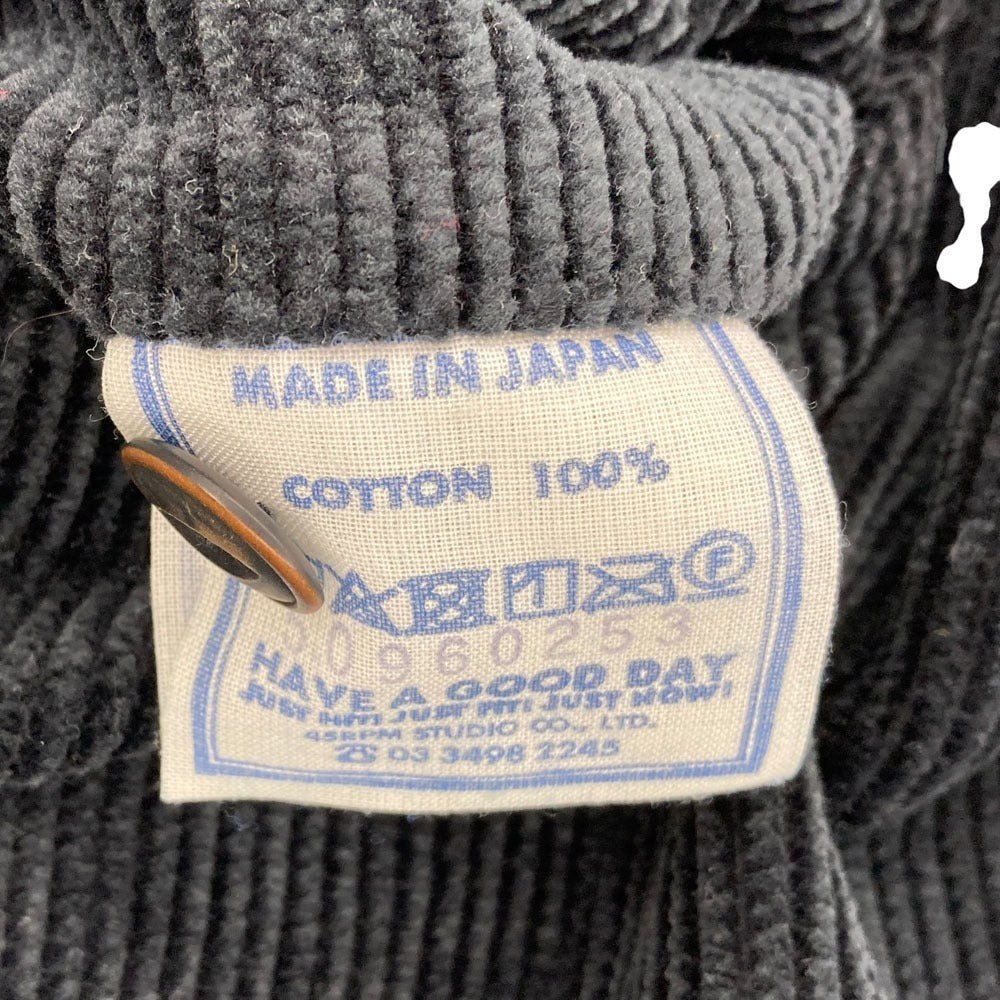 MADE IN JAPAN
COTTON 100%
1 F
0960253
HAVE A GOOD DAY
JUST HIT! JUST FIT! JUST NOW!
45RPM STUDIO CO., LTD.
☎ 03 3498 2245